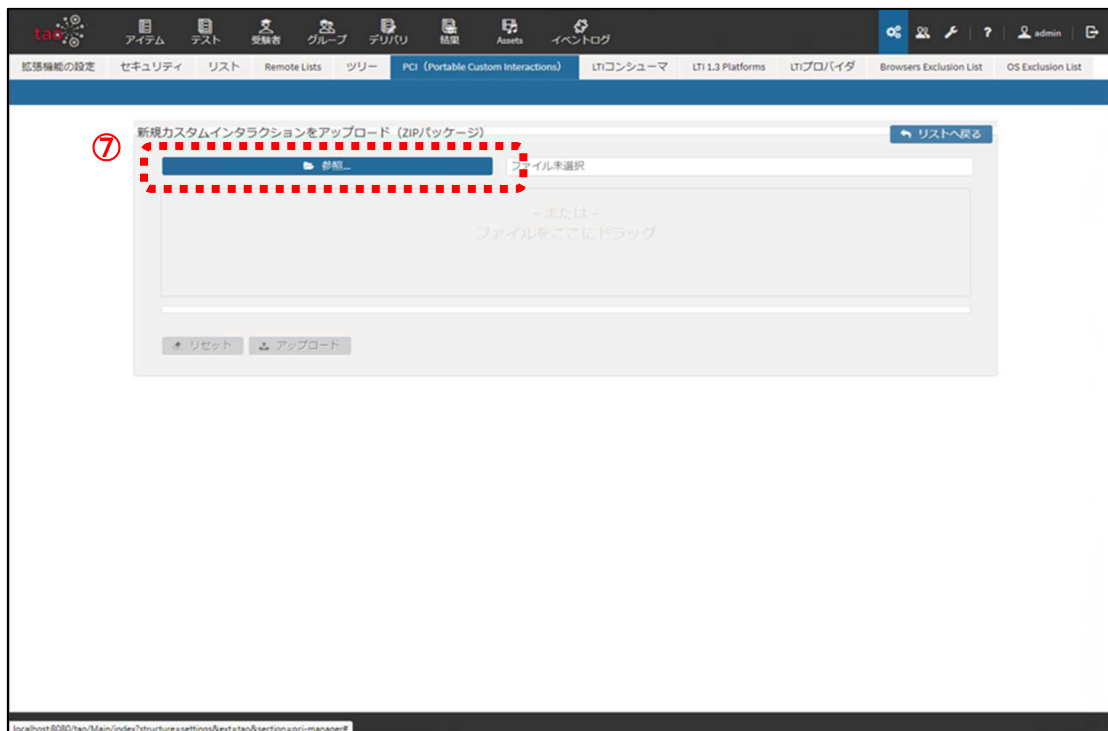 tao
アイテム テスト 受験者 グループ デリバリ 結果 Assets イベントログ ? admin
拡張機能の設定 セキュリティ リスト Remote Lists ツリー PCI（Portable Custom Interactions） LTIコンシューマ LTI 1.3 Platforms LTIプロバイダ Browsers Exclusion List OS Exclusion List
新規カスタムインタラクションをアップロード（ZIPパッケージ） リストへ戻る
⑦
参照... ファイル未選択
- または -
ファイルをここにドラッグ
リセット アップロード
localhost:8080/tao/Main/index?structure=settings&ext=tao&section=pci-manager#